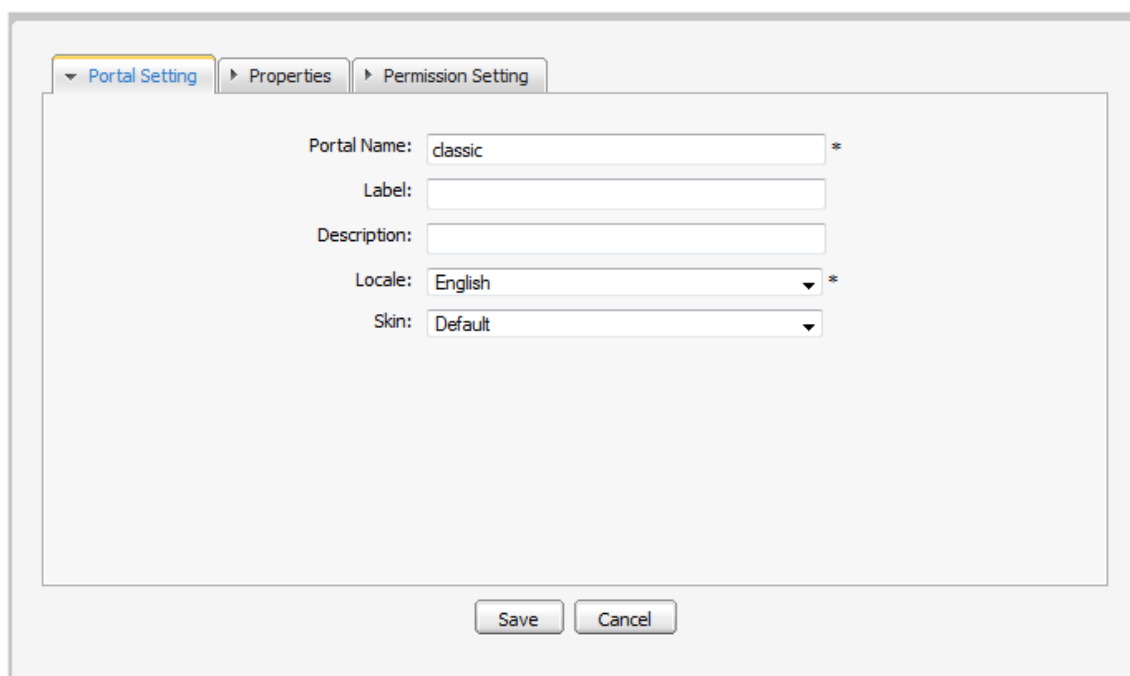 Portal Setting Properties Permission Setting
Portal Name: classic *
Label:
Description:
Locale: English *
Skin: Default
Save Cancel